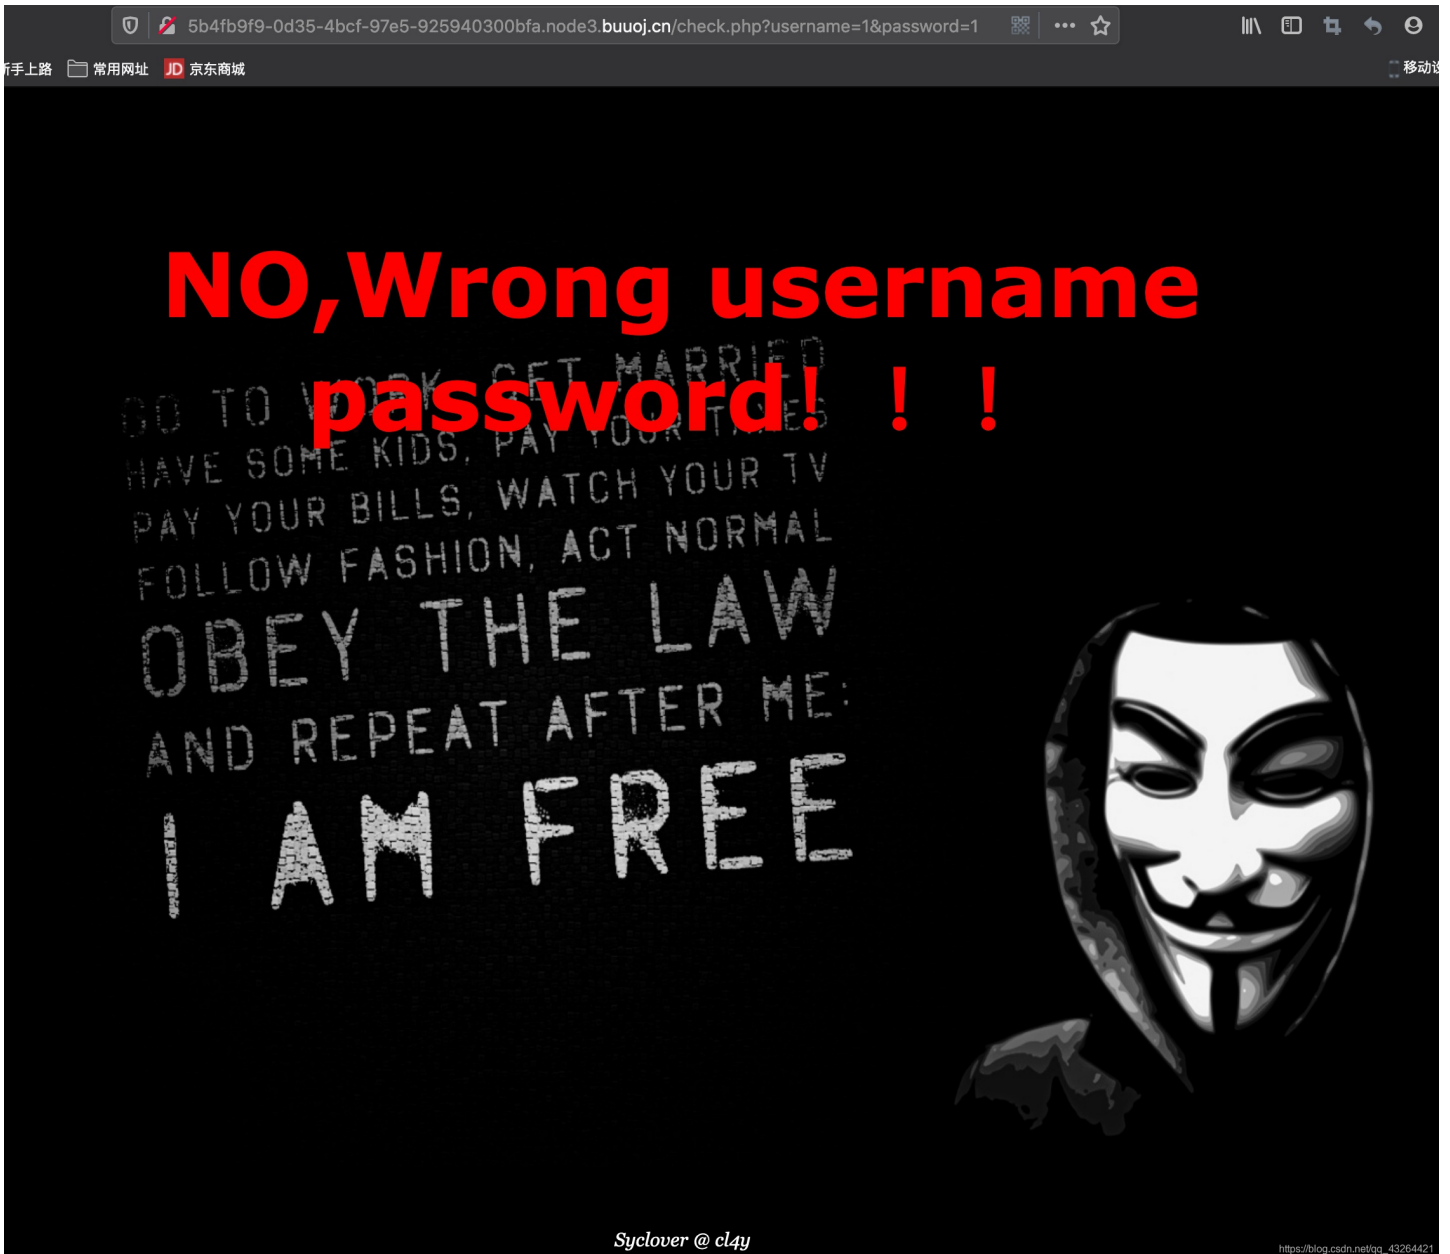 5b4fb9f9-0d35-4bcf-97e5-925940300bfa.node3.buuoj.cn/check.php?username=1&password=1
新手上路 常用网址 JD 京东商城 移动设
NO,Wrong username
password！！！
GO TO WORK, GET MARRIED
HAVE SOME KIDS, PAY YOUR TAXES
PAY YOUR BILLS, WATCH YOUR TV
FOLLOW FASHION, ACT NORMAL
OBEY THE LAW
AND REPEAT AFTER ME:
I AM FREE
Syclover @ cl4y
https://blog.csdn.net/qq_43264421